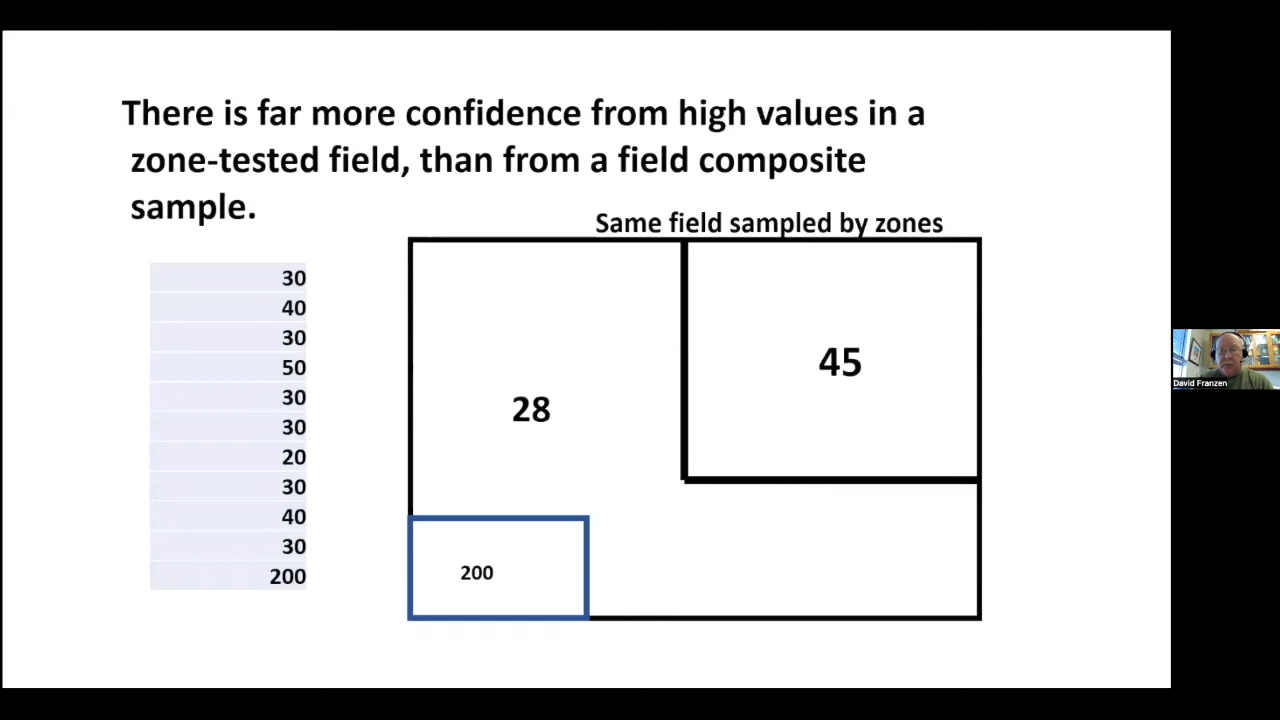 There is far more confidence from high values in a
zone-tested field, than from a field composite
sample.
Same field sampled by zones
30
40
30
50
30
30
20
30
40
30
200
45
28
200
David Franzen